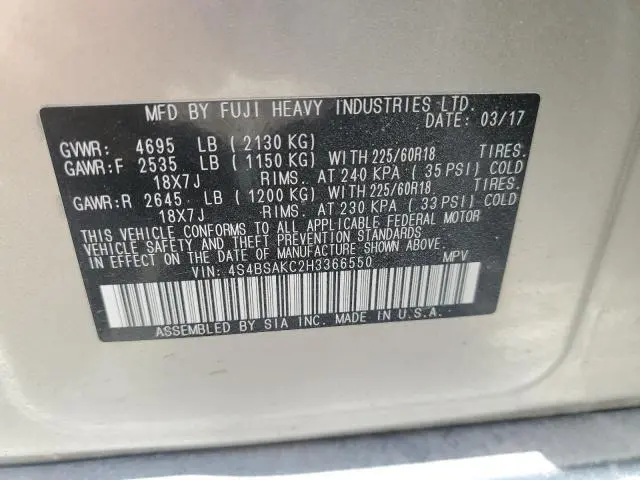 MFD BY FUJI HEAVY INDUSTRIES LTD.
DATE: 03/17
GVWR: 4695 LB ( 2130 KG)
GAWR:F 2535 LB ( 1150 KG) WITH 225/60R18 TIRES.
18X7J RIMS. AT 240 KPA ( 35 PSI) COLD
GAWR:R 2645 LB ( 1200 KG) WITH 225/60R18 TIRES.
18X7J RIMS. AT 230 KPA ( 33 PSI) COLD
THIS VEHICLE CONFORMS TO ALL APPLICABLE FEDERAL MOTOR
VEHICLE SAFETY AND THEFT PREVENTION STANDARDS
IN EFFECT ON THE DATE OF MANUFACTURE SHOWN ABOVE.
VIN: 4S4BSAKC2H3366550 MPV
ASSEMBLED BY SIA INC. MADE IN U.S.A.